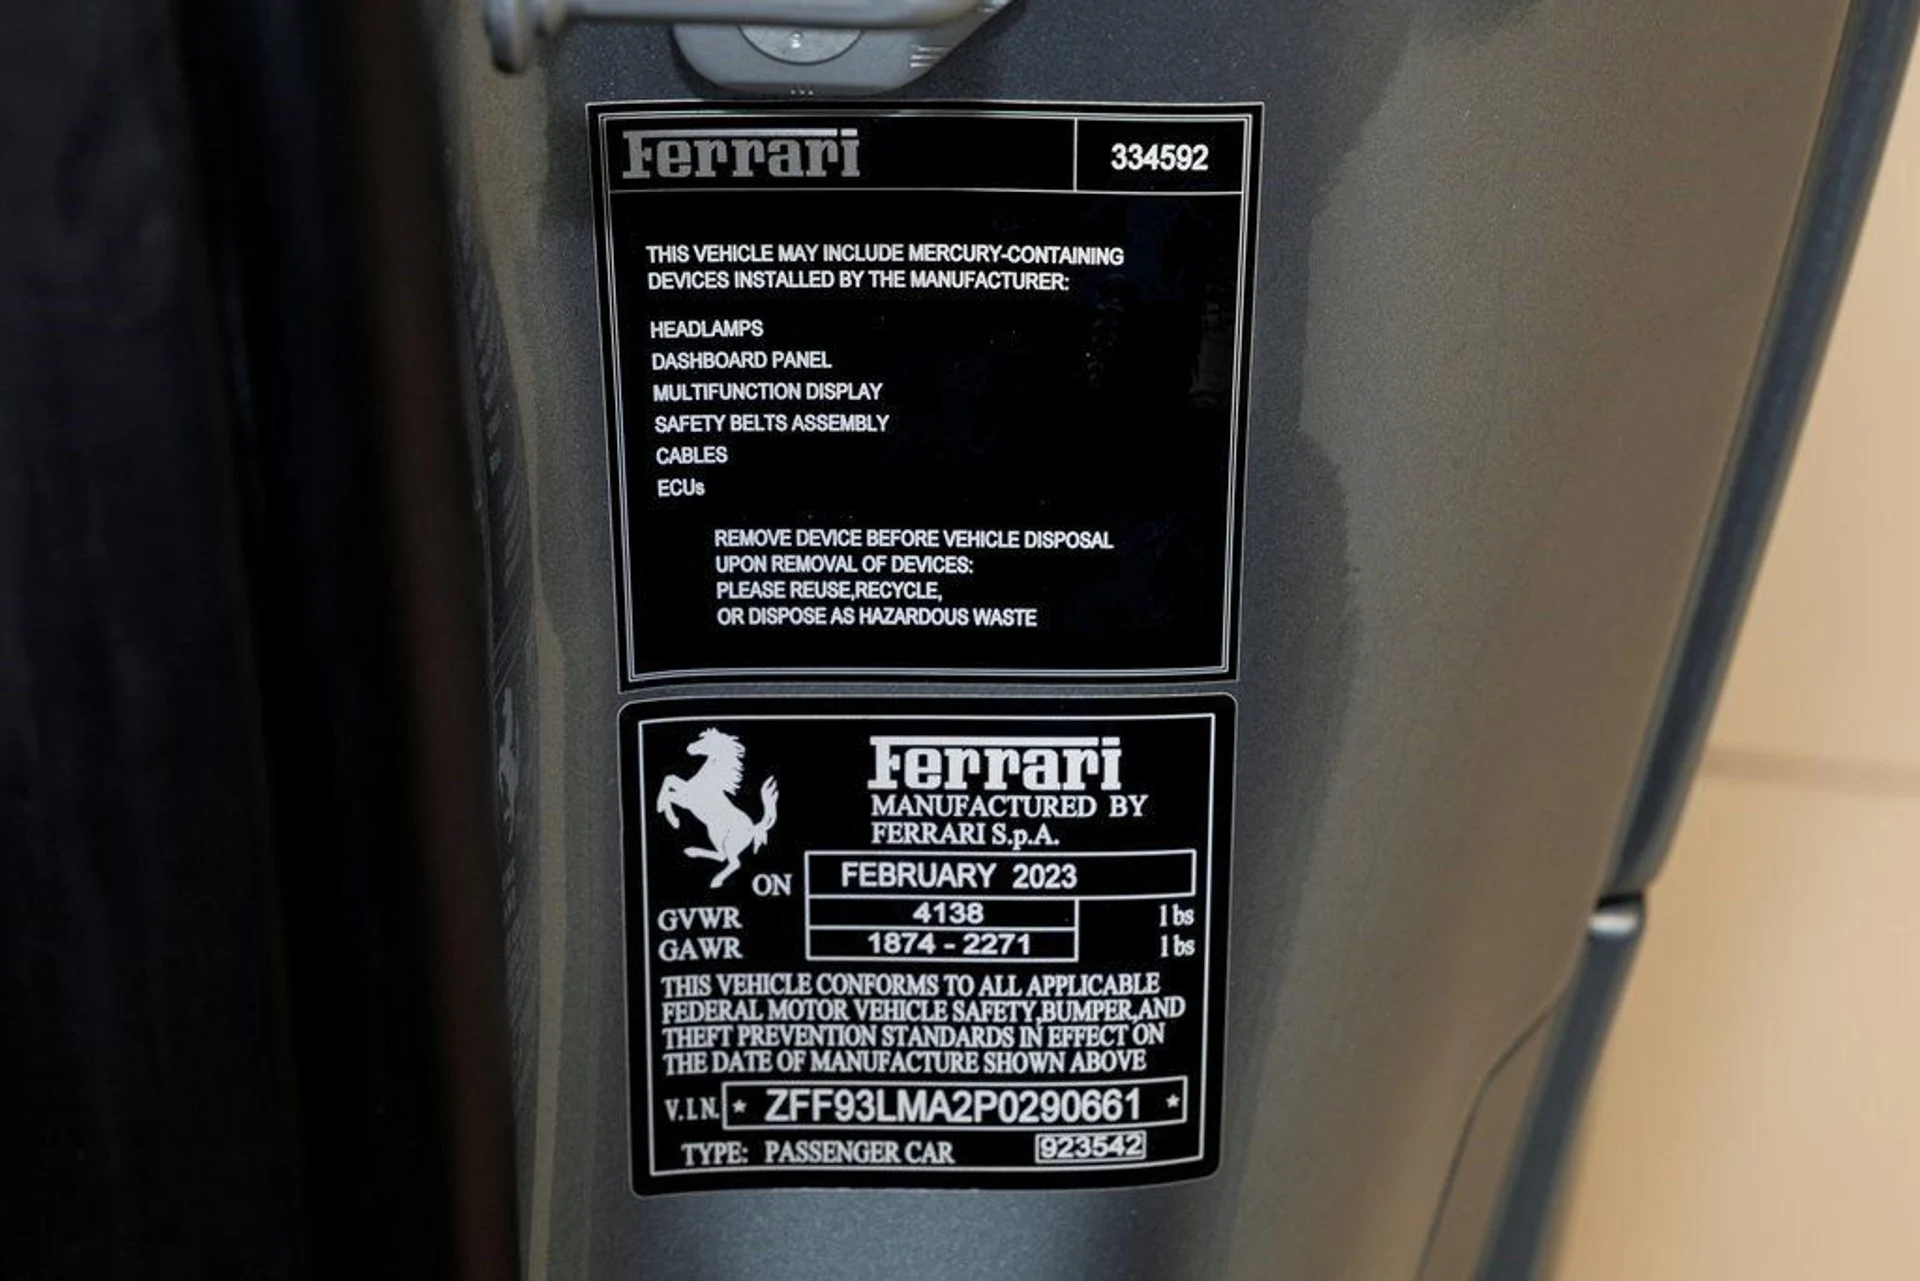 Ferrari 334592
THIS VEHICLE MAY INCLUDE MERCURY-CONTAINING
DEVICES INSTALLED BY THE MANUFACTURER:
HEADLAMPS
DASHBOARD PANEL
MULTIFUNCTION DISPLAY
SAFETY BELTS ASSEMBLY
CABLES
ECUs
REMOVE DEVICE BEFORE VEHICLE DISPOSAL
UPON REMOVAL OF DEVICES:
PLEASE REUSE,RECYCLE,
OR DISPOSE AS HAZARDOUS WASTE
Ferrari
MANUFACTURED BY
FERRARI S.p.A.
ON FEBRUARY 2023
GVWR 4138 lbs
GAWR 1874 - 2271 lbs
THIS VEHICLE CONFORMS TO ALL APPLICABLE
FEDERAL MOTOR VEHICLE SAFETY,BUMPER,AND
THEFT PREVENTION STANDARDS IN EFFECT ON
THE DATE OF MANUFACTURE SHOWN ABOVE
V.I.N. * ZFF93LMA2P0290661 *
TYPE: PASSENGER CAR 923542